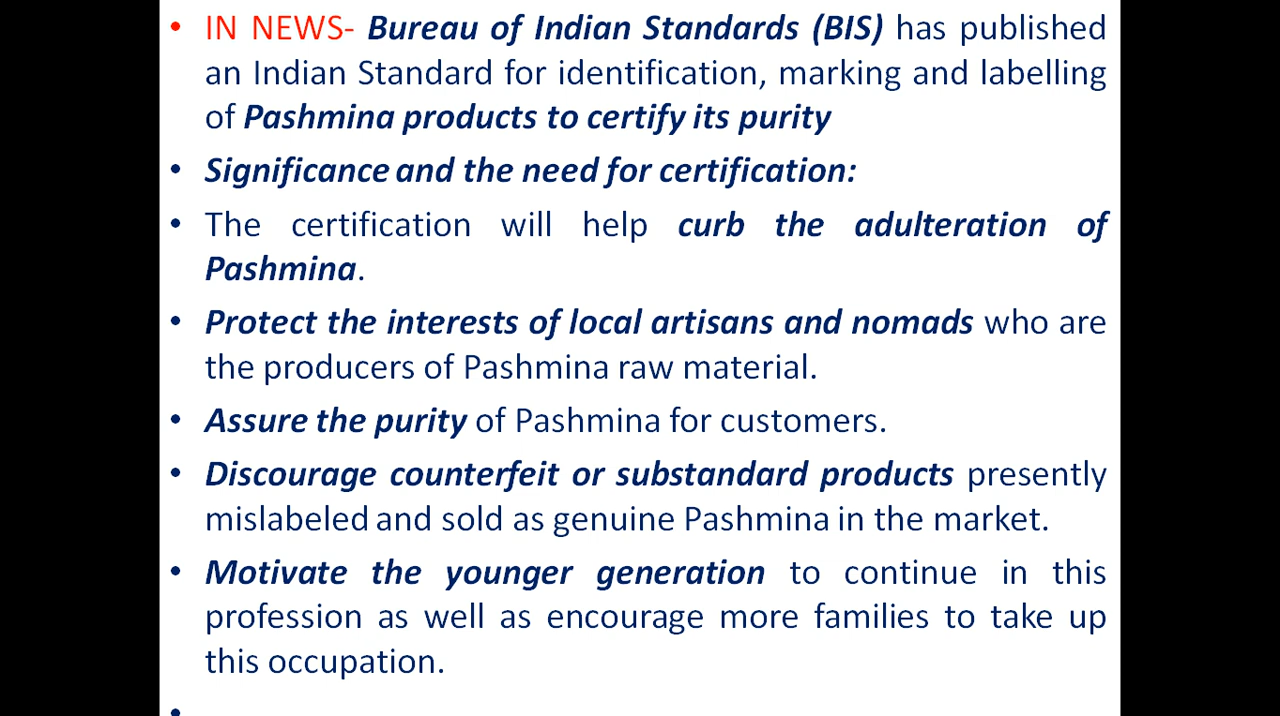 • IN NEWS- Bureau of Indian Standards (BIS) has published
an Indian Standard for identification, marking and labelling
of Pashmina products to certify its purity
• Significance and the need for certification:
• The certification will help curb the adulteration of
Pashmina.
• Protect the interests of local artisans and nomads who are
the producers of Pashmina raw material.
• Assure the purity of Pashmina for customers.
• Discourage counterfeit or substandard products presently
mislabeled and sold as genuine Pashmina in the market.
• Motivate the younger generation to continue in this
profession as well as encourage more families to take up
this occupation.
•